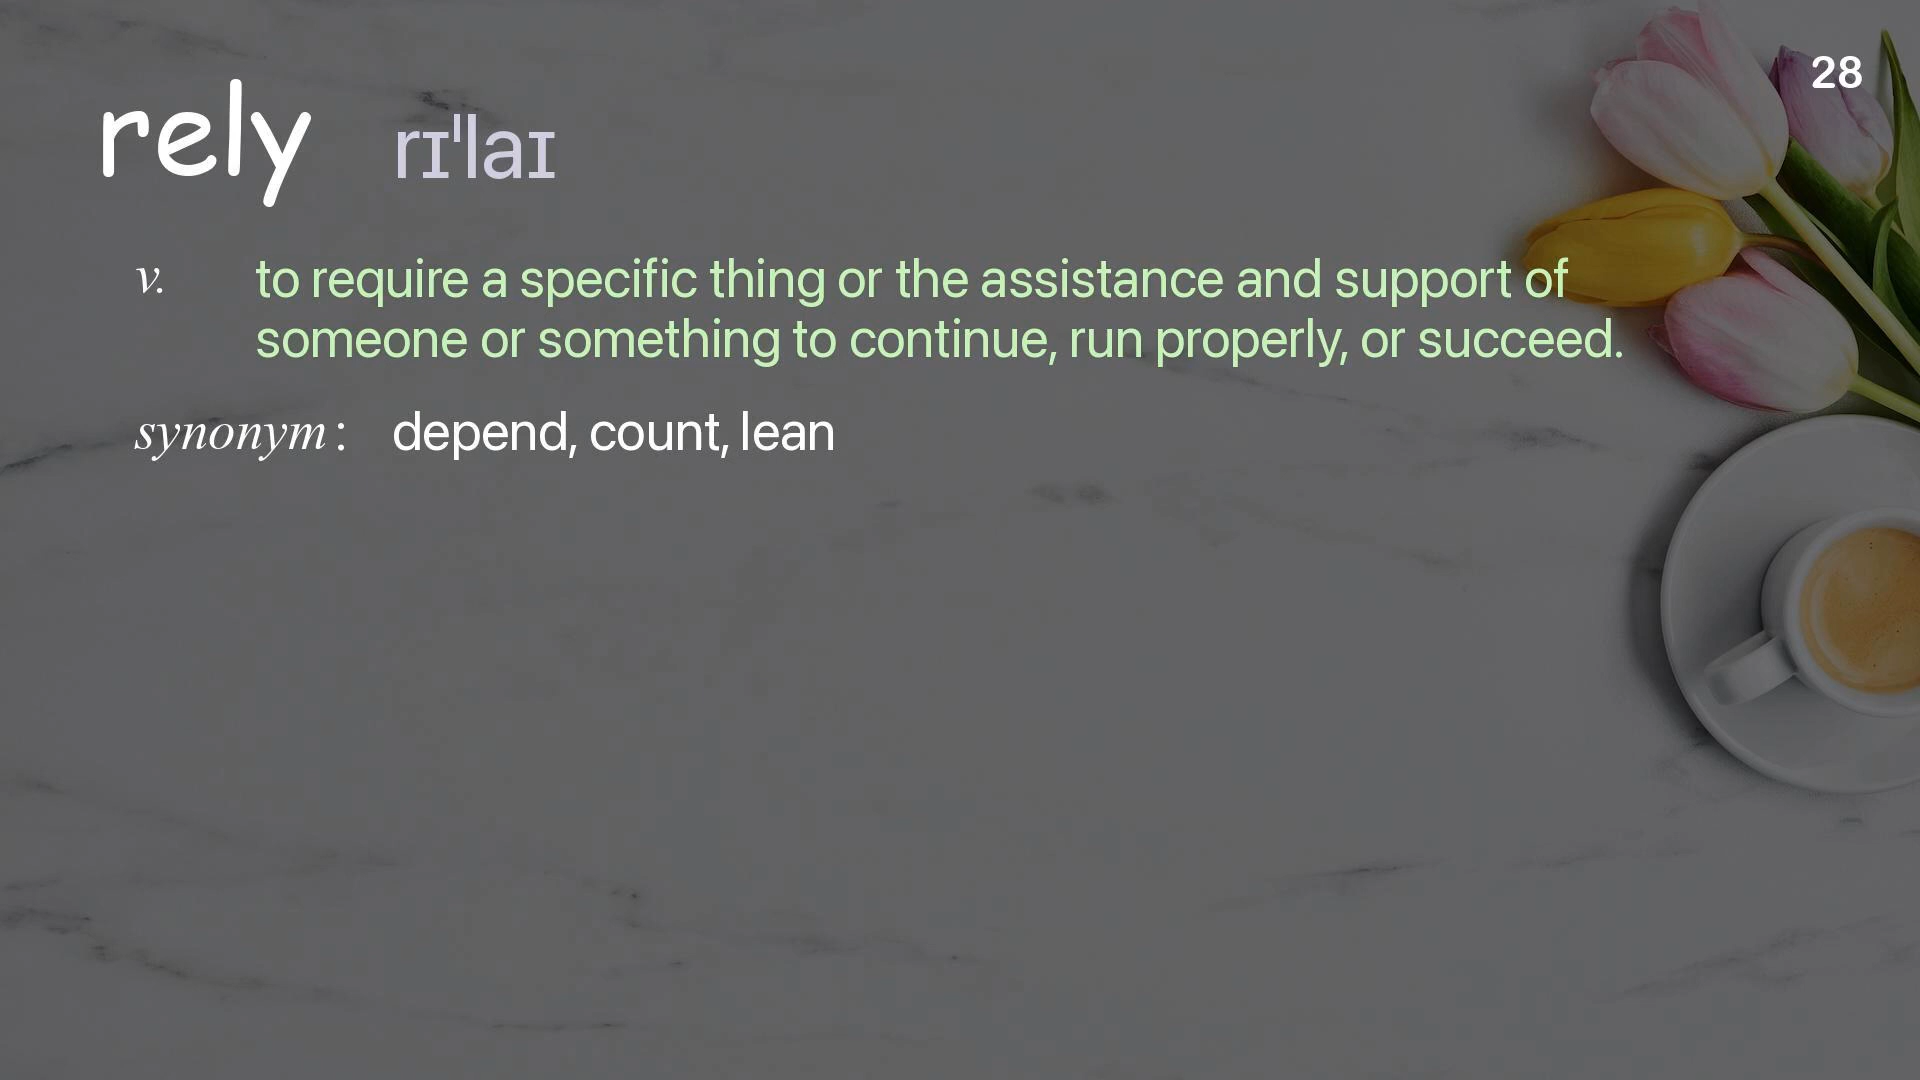 28
rely rɪˈlaɪ
v. to require a specific thing or the assistance and support of
someone or something to continue, run properly, or succeed.
synonym : depend, count, lean